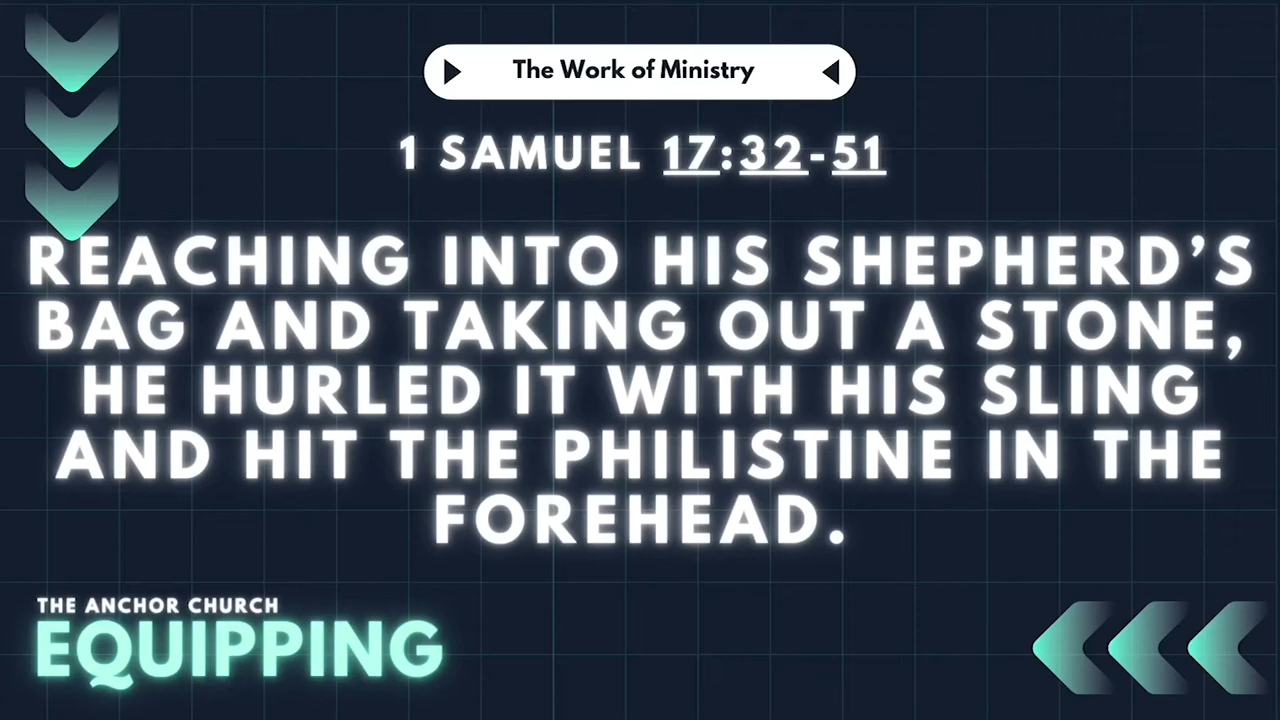 The Work of Ministry
1 SAMUEL 17:32-51
REACHING INTO HIS SHEPHERD’S
BAG AND TAKING OUT A STONE,
HE HURLED IT WITH HIS SLING
AND HIT THE PHILISTINE IN THE
FOREHEAD.
THE ANCHOR CHURCH
EQUIPPING